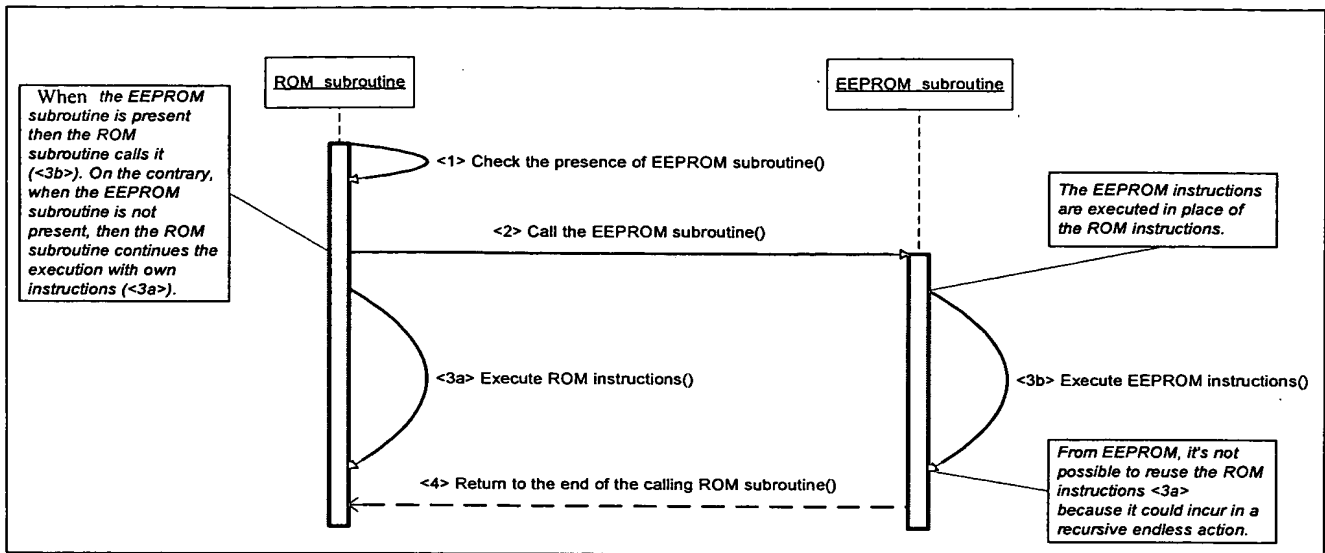 ROM subroutine
EEPROM subroutine
When the EEPROM
subroutine is present
then the ROM
subroutine calls it
(<3b>). On the contrary,
when the EEPROM
subroutine is not
present, then the ROM
subroutine continues the
execution with own
instructions (<3a>).
<1> Check the presence of EEPROM subroutine()
The EEPROM instructions
are executed in place of
the ROM instructions.
<2> Call the EEPROM subroutine()
<3a> Execute ROM instructions()
<3b> Execute EEPROM instructions()
From EEPROM, it's not
possible to reuse the ROM
instructions <3a>
because it could incur in a
recursive endless action.
<4> Return to the end of the calling ROM subroutine()